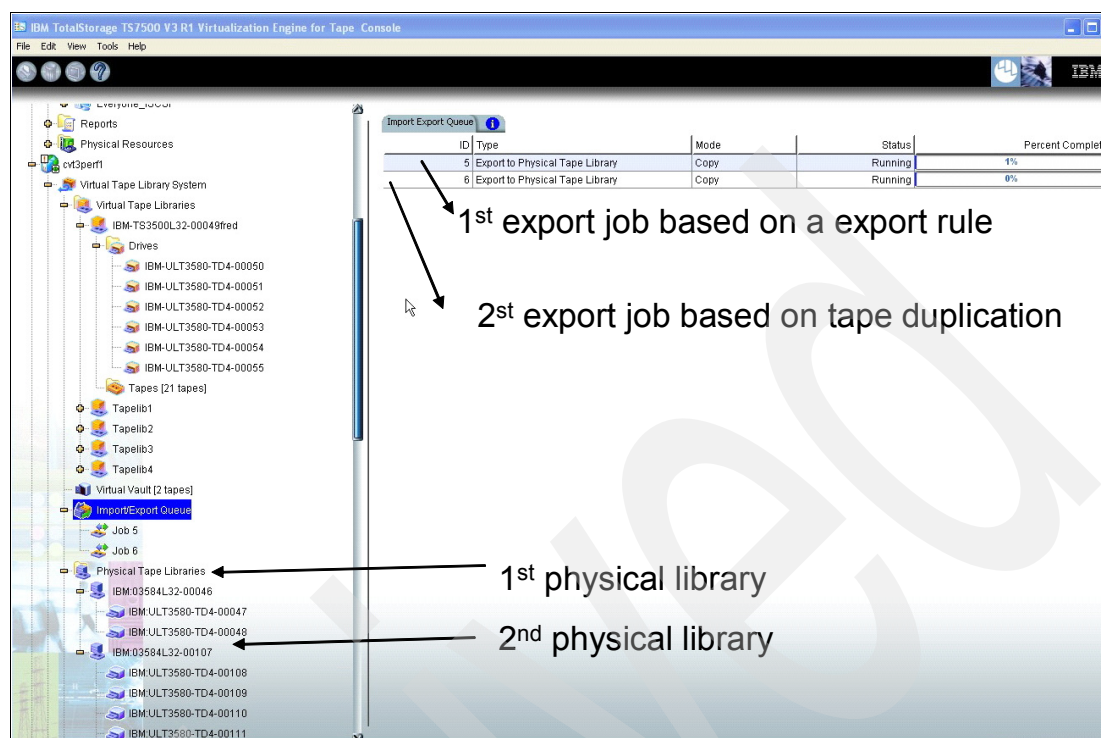 IBM TotalStorage TS7500 V3 R1 Virtualization Engine for Tape Console
File Edit View Tools Help
IBM
Everyone_iSCSI
Reports
Physical Resources
cvt3perf1
Virtual Tape Library System
Virtual Tape Libraries
IBM-TS3500L32-00049fred
Drives
IBM-ULT3580-TD4-00050
IBM-ULT3580-TD4-00051
IBM-ULT3580-TD4-00052
IBM-ULT3580-TD4-00053
IBM-ULT3580-TD4-00054
IBM-ULT3580-TD4-00055
Tapes [21 tapes]
Tapelib1
Tapelib2
Tapelib3
Tapelib4
Virtual Vault [2 tapes]
Import/Export Queue
Job 5
Job 6
Physical Tape Libraries
IBM:03584L32-00046
IBM:ULT3580-TD4-00047
IBM:ULT3580-TD4-00048
IBM:03584L32-00107
IBM:ULT3580-TD4-00108
IBM:ULT3580-TD4-00109
IBM:ULT3580-TD4-00110
IBM:ULT3580-TD4-00111
Import Export Queue
ID Type Mode Status Percent Complet
5 Export to Physical Tape Library Copy Running 1%
6 Export to Physical Tape Library Copy Running 0%
1st export job based on a export rule
2st export job based on tape duplication
1st physical library
2nd physical library